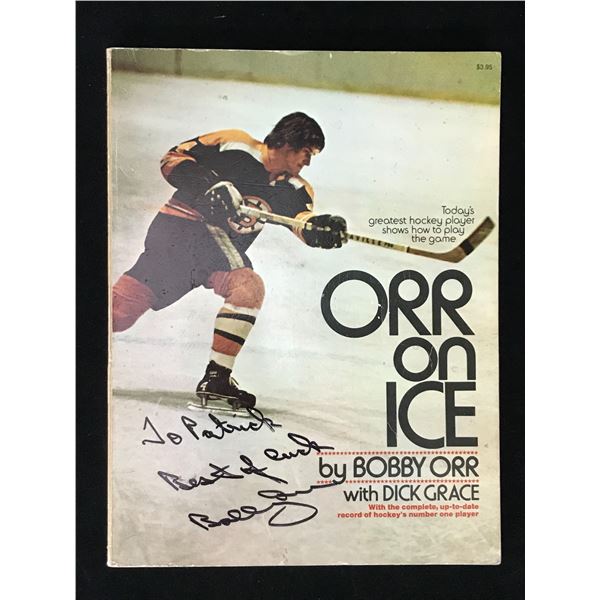 $3.95
Today's
greatest hockey player
shows how to play
the game
ORR
on
ICE
by BOBBY ORR
with DICK GRACE
With the complete, up-to-date
record of hockey's number one player
To Patrick
Best of luck
Bobby Orr